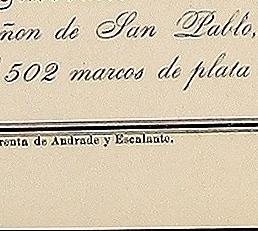 ñon de San Pablo,
502 marcos de plata
renta de Andrade y Escalante.